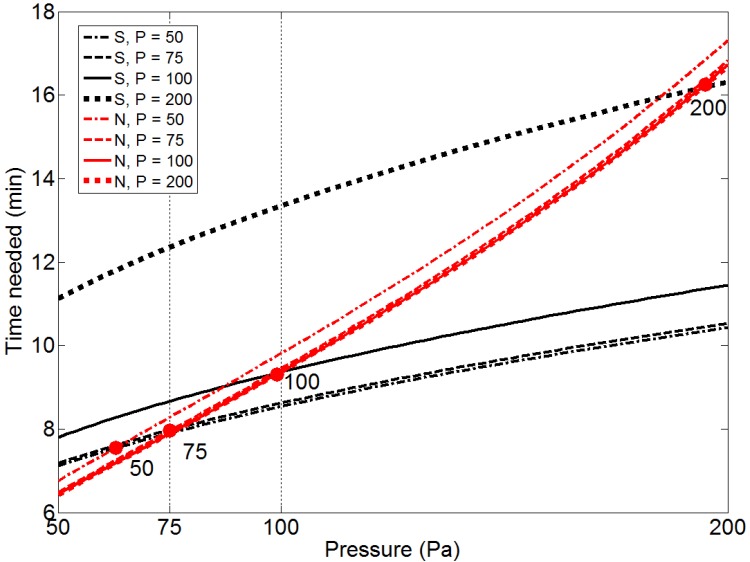 18
16
14
12
10
8
6
Time needed (min)
S, P = 50
S, P = 75
S, P = 100
S, P = 200
N, P = 50
N, P = 75
N, P = 100
N, P = 200
200
100
75
50
50
75
100
200
Pressure (Pa)